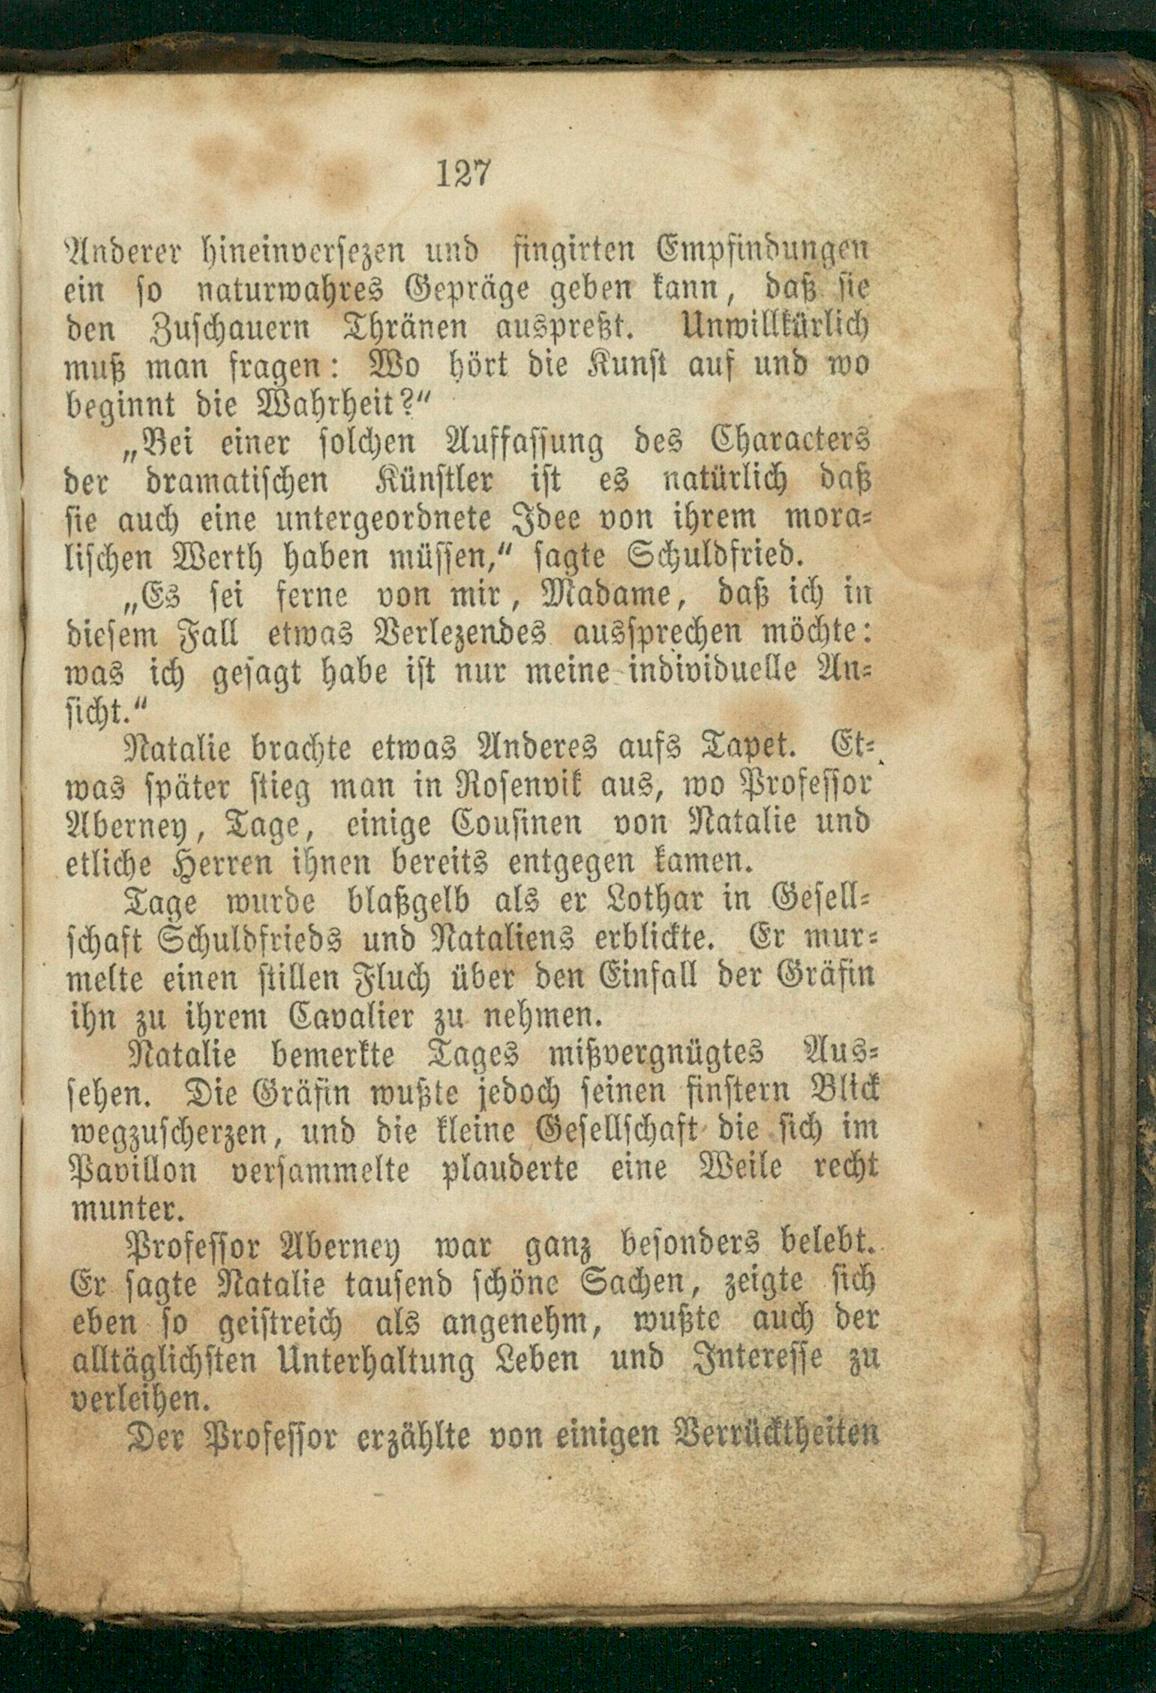 127
Anderer hineinversezen und fingirten Empfindungen
ein so naturwahres Gepräge geben kann, daß sie
den Zuschauern Thränen auspreßt. Unwillkürlich
muß man fragen: Wo hört die Kunst auf und wo
beginnt die Wahrheit?“
„Bei einer solchen Auffassung des Characters
der dramatischen Künstler ist es natürlich daß
sie auch eine untergeordnete Idee von ihrem mora-
lischen Werth haben müssen,“ sagte Schuldfried.
„Es sei ferne von mir, Madame, daß ich in
diesem Fall etwas Verlezendes aussprechen möchte:
was ich gesagt habe ist nur meine individuelle An-
sicht.“
Natalie brachte etwas Anderes aufs Tapet. Et-
was später stieg man in Rosenvik aus, wo Professor
Aberney, Tage, einige Cousinen von Natalie und
etliche Herren ihnen bereits entgegen kamen.
Tage wurde blaßgelb als er Lothar in Gesell-
schaft Schuldfrieds und Nataliens erblickte. Er mur-
melte einen stillen Fluch über den Einfall der Gräfin
ihn zu ihrem Cavalier zu nehmen.
Natalie bemerkte Tages mißvergnügtes Aus-
sehen. Die Gräfin wußte jedoch seinen finstern Blick
wegzuscherzen, und die kleine Gesellschaft die sich im
Pavillon versammelte plauderte eine Weile recht
munter.
Professor Aberney war ganz besonders belebt.
Er sagte Natalie tausend schöne Sachen, zeigte sich
eben so geistreich als angenehm, wußte auch der
alltäglichsten Unterhaltung Leben und Interesse zu
verleihen.
Der Professor erzählte von einigen Verrücktheiten